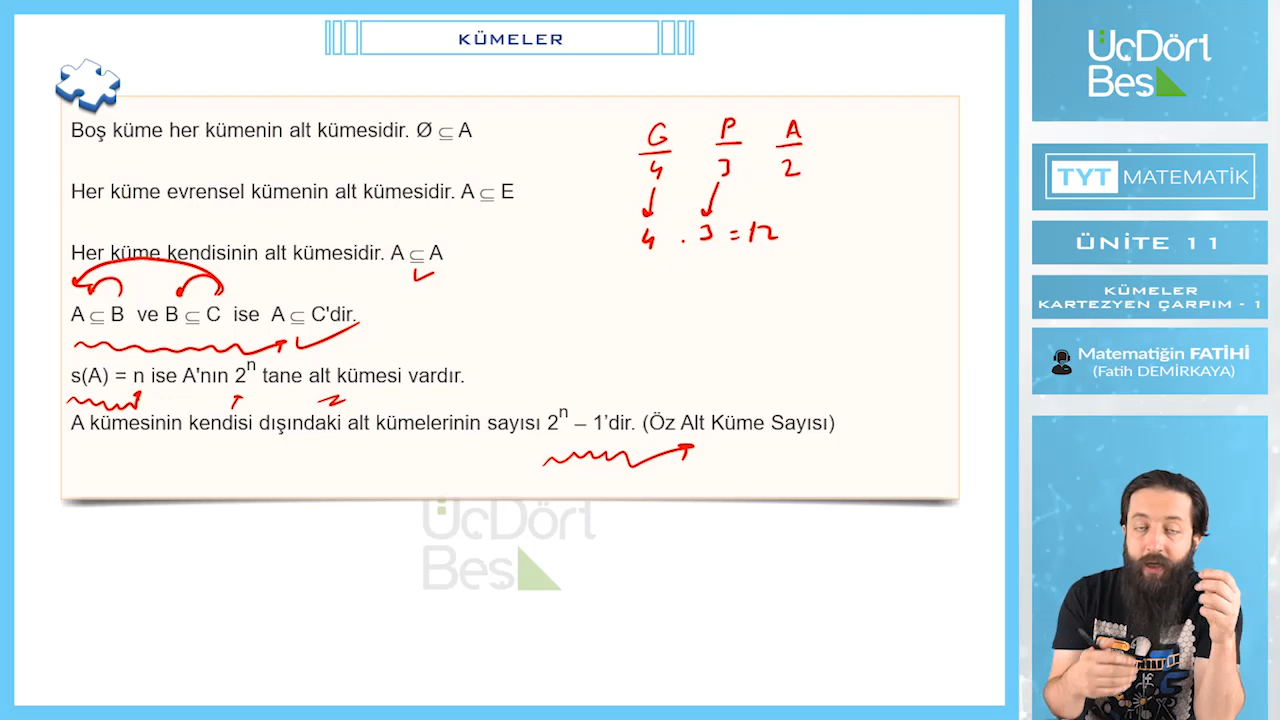 KÜMELER
Boş küme her kümenin alt kümesidir. Ø ⊆ A
Her küme evrensel kümenin alt kümesidir. A ⊆ E
Her küme kendisinin alt kümesidir. A ⊆ A
A ⊆ B ve B ⊆ C ise A ⊆ C'dir.
s(A) = n ise A'nın 2ⁿ tane alt kümesi vardır.
A kümesinin kendisi dışındaki alt kümelerinin sayısı 2ⁿ – 1’dir. (Öz Alt Küme Sayısı)
G P A
4 3 2
4 . 3 = 12
ÜçDört
Beş
ÜçDört
Beş
TYT MATEMATİK
ÜNİTE 11
KÜMELER
KARTEZYEN ÇARPIM - 1
Matematiğin FATİHİ
(Fatih DEMİRKAYA)